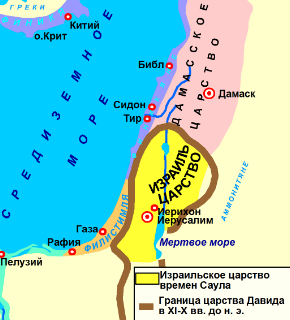 ГРЕКИ
Китий
о.Крит
СРЕДИЗЕМНОЕ
МОРЕ
Библ
ДАМАССКОЕ
ЦАРСТВО
Сидон
Дамаск
Тир
ИЗРАИЛЬ
ЦАРСТВО
Иерихон
Иерусалим
АММОНИТЯНЕ
Газа
ФИЛИСТИМЛЯ
Рафия
Мертвое море
Пелузий
Израильское царство
времен Саула
Граница царства Давида
в XI-X вв. до н. э.